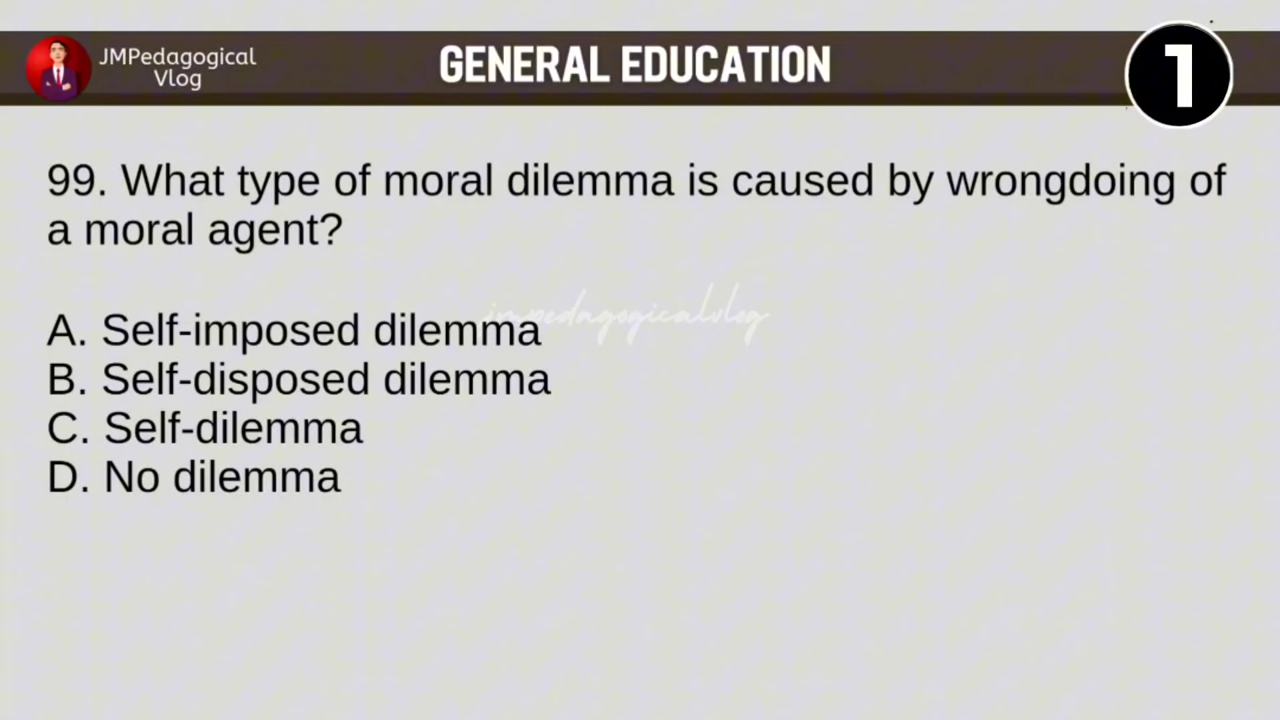 JMPedagogical
Vlog
GENERAL EDUCATION
1
99. What type of moral dilemma is caused by wrongdoing of
a moral agent?
jmpedagogicalvlog
A. Self-imposed dilemma
B. Self-disposed dilemma
C. Self-dilemma
D. No dilemma